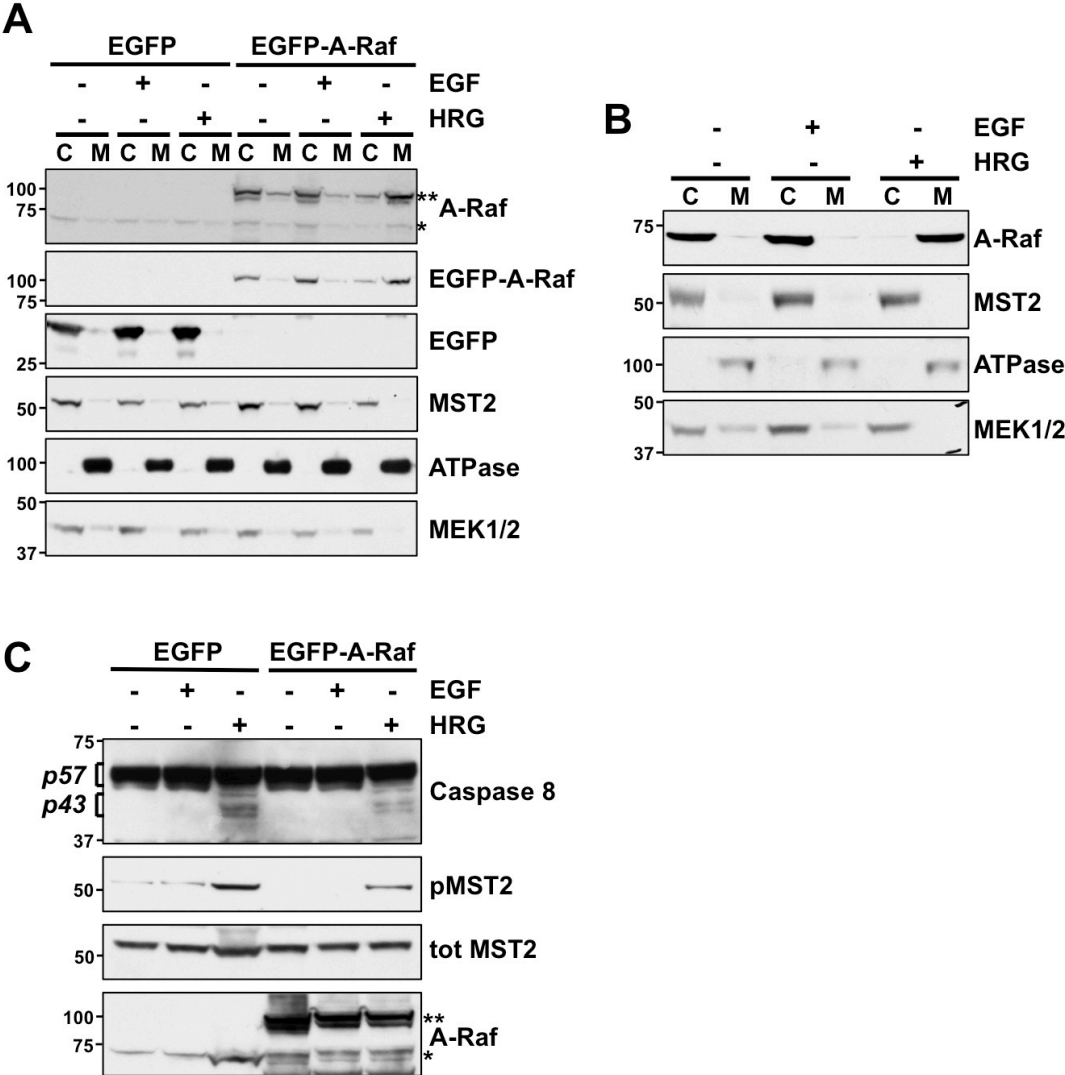 A
EGFP EGFP-A-Raf
- + - - + - EGF
- - + - - + HRG
C M C M C M C M C M C M
100
75
** A-Raf
*
100
75
EGFP-A-Raf
25
EGFP
50
MST2
100
ATPase
50
37
MEK1/2
B
- + - EGF
- - + HRG
C M C M C M
75
A-Raf
50
MST2
100
ATPase
50
37
MEK1/2
C
EGFP EGFP-A-Raf
- + - - + - EGF
- - + - - + HRG
75
p57
p43
37
Caspase 8
50
pMST2
50
tot MST2
100
75
** A-Raf
*